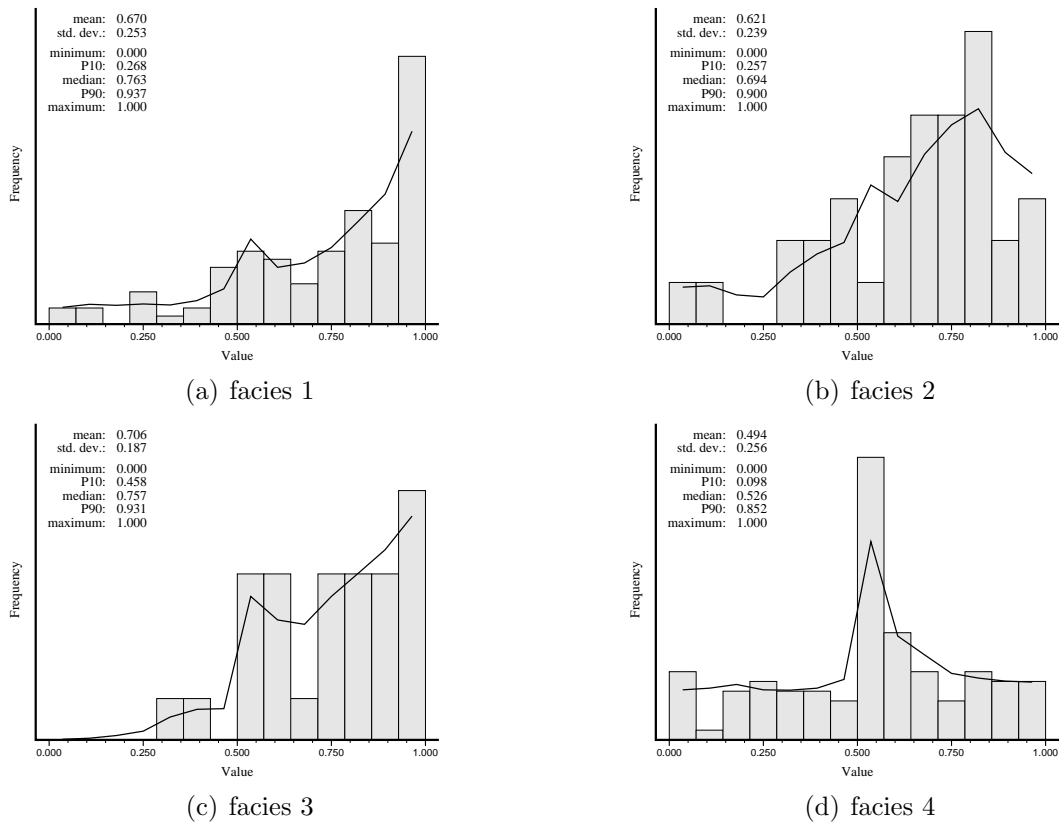 mean: 0.670
std. dev.: 0.253
minimum: 0.000
P10: 0.268
median: 0.763
P90: 0.937
maximum: 1.000
Frequency
0.000 0.250 0.500 0.750 1.000
Value
(a) facies 1
mean: 0.621
std. dev.: 0.239
minimum: 0.000
P10: 0.257
median: 0.694
P90: 0.900
maximum: 1.000
Frequency
0.000 0.250 0.500 0.750 1.000
Value
(b) facies 2
mean: 0.706
std. dev.: 0.187
minimum: 0.000
P10: 0.458
median: 0.757
P90: 0.931
maximum: 1.000
Frequency
0.000 0.250 0.500 0.750 1.000
Value
(c) facies 3
mean: 0.494
std. dev.: 0.256
minimum: 0.000
P10: 0.098
median: 0.526
P90: 0.852
maximum: 1.000
Frequency
0.000 0.250 0.500 0.750 1.000
Value
(d) facies 4